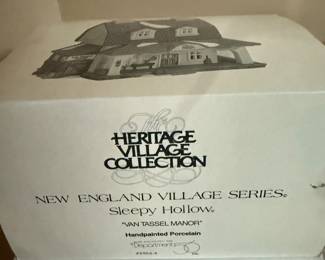 The
HERITAGE
VILLAGE
COLLECTION
NEW ENGLAND VILLAGE SERIES®
Sleepy Hollow®
"VAN TASSEL MANOR"
Handpainted Porcelain
Department 56